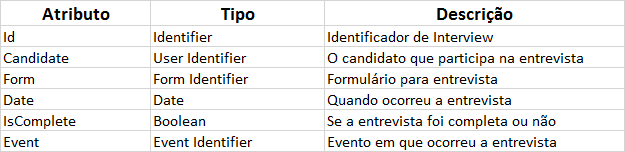 Atributo Tipo Descrição
Id Identifier Identificador de Interview
Candidate User Identifier O candidato que participa na entrevista
Form Form Identifier Formulário para entrevista
Date Date Quando ocorreu a entrevista
IsComplete Boolean Se a entrevista foi completa ou não
Event Event Identifier Evento em que ocorreu a entrevista